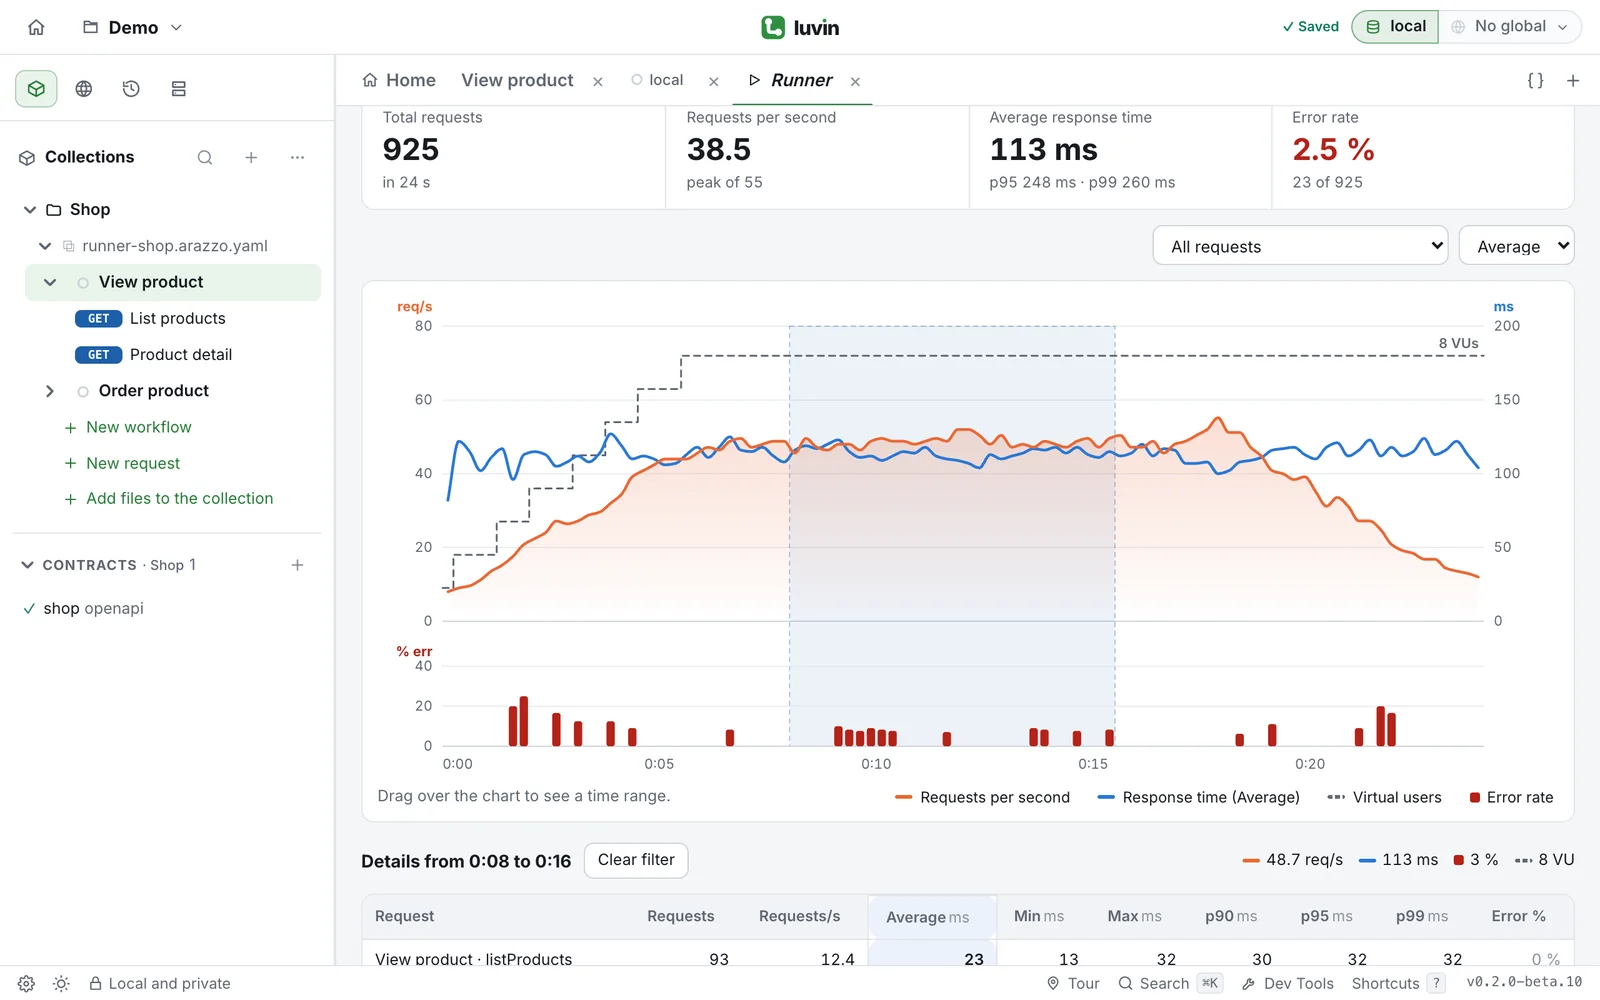 Demo
luvin
Saved
local
No global
Home
View product
local
Runner
Collections
Shop
runner-shop.arazzo.yaml
View product
GET List products
GET Product detail
Order product
+ New workflow
+ New request
+ Add files to the collection
CONTRACTS · Shop 1
shop openapi
Total requests
925
in 24 s
Requests per second
38.5
peak of 55
Average response time
113 ms
p95 248 ms · p99 260 ms
Error rate
2.5 %
23 of 925
All requests
Average
req/s
ms
80
200
8 VUs
60
150
40
100
20
50
0
0
% err
40
20
0
0:00 0:05 0:10 0:15 0:20
Drag over the chart to see a time range.
Requests per second
Response time (Average)
Virtual users
Error rate
Details from 0:08 to 0:16
Clear filter
48.7 req/s 113 ms 3 % 8 VU
Request Requests Requests/s Average ms Min ms Max ms p90 ms p95 ms p99 ms Error %
View product · listProducts 93 12.4 23 13 32 30 32 32 0 %
Local and private
Tour
Search ⌘K
Dev Tools
Shortcuts ?
v0.2.0-beta.10